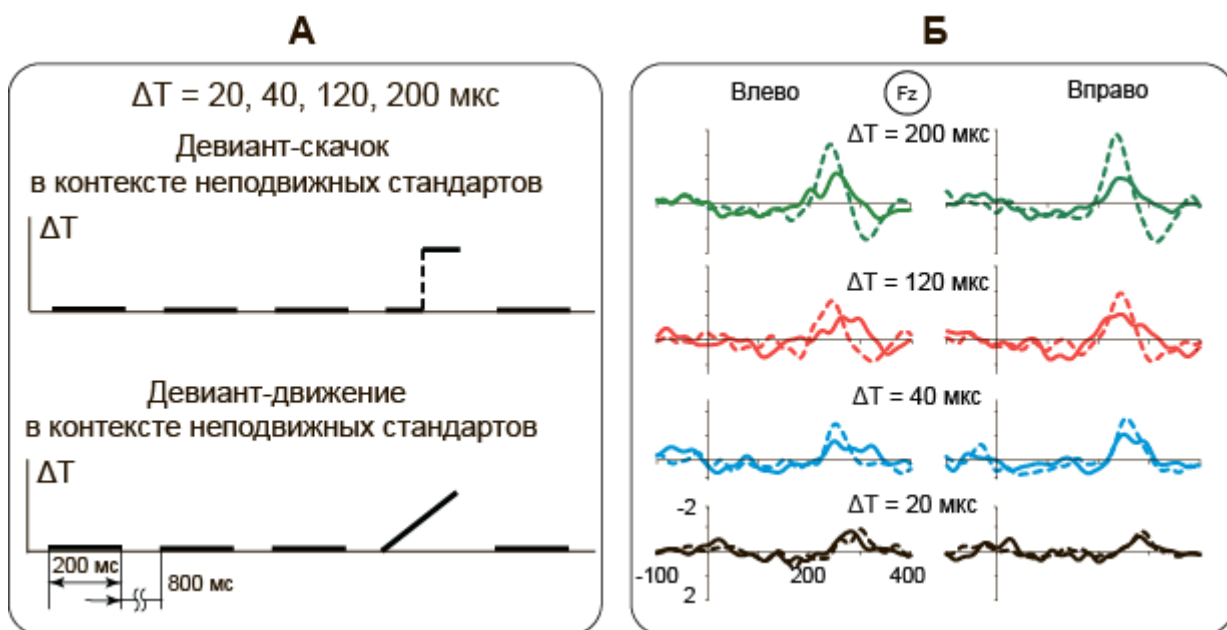 А
ΔT = 20, 40, 120, 200 мкс
Девиант-скачок
в контексте неподвижных стандартов
ΔT
Девиант-движение
в контексте неподвижных стандартов
ΔT
200 мс
800 мс
Б
Влево
Fz
Вправо
ΔT = 200 мкс
ΔT = 120 мкс
ΔT = 40 мкс
ΔT = 20 мкс
-2
-100
200
400
2